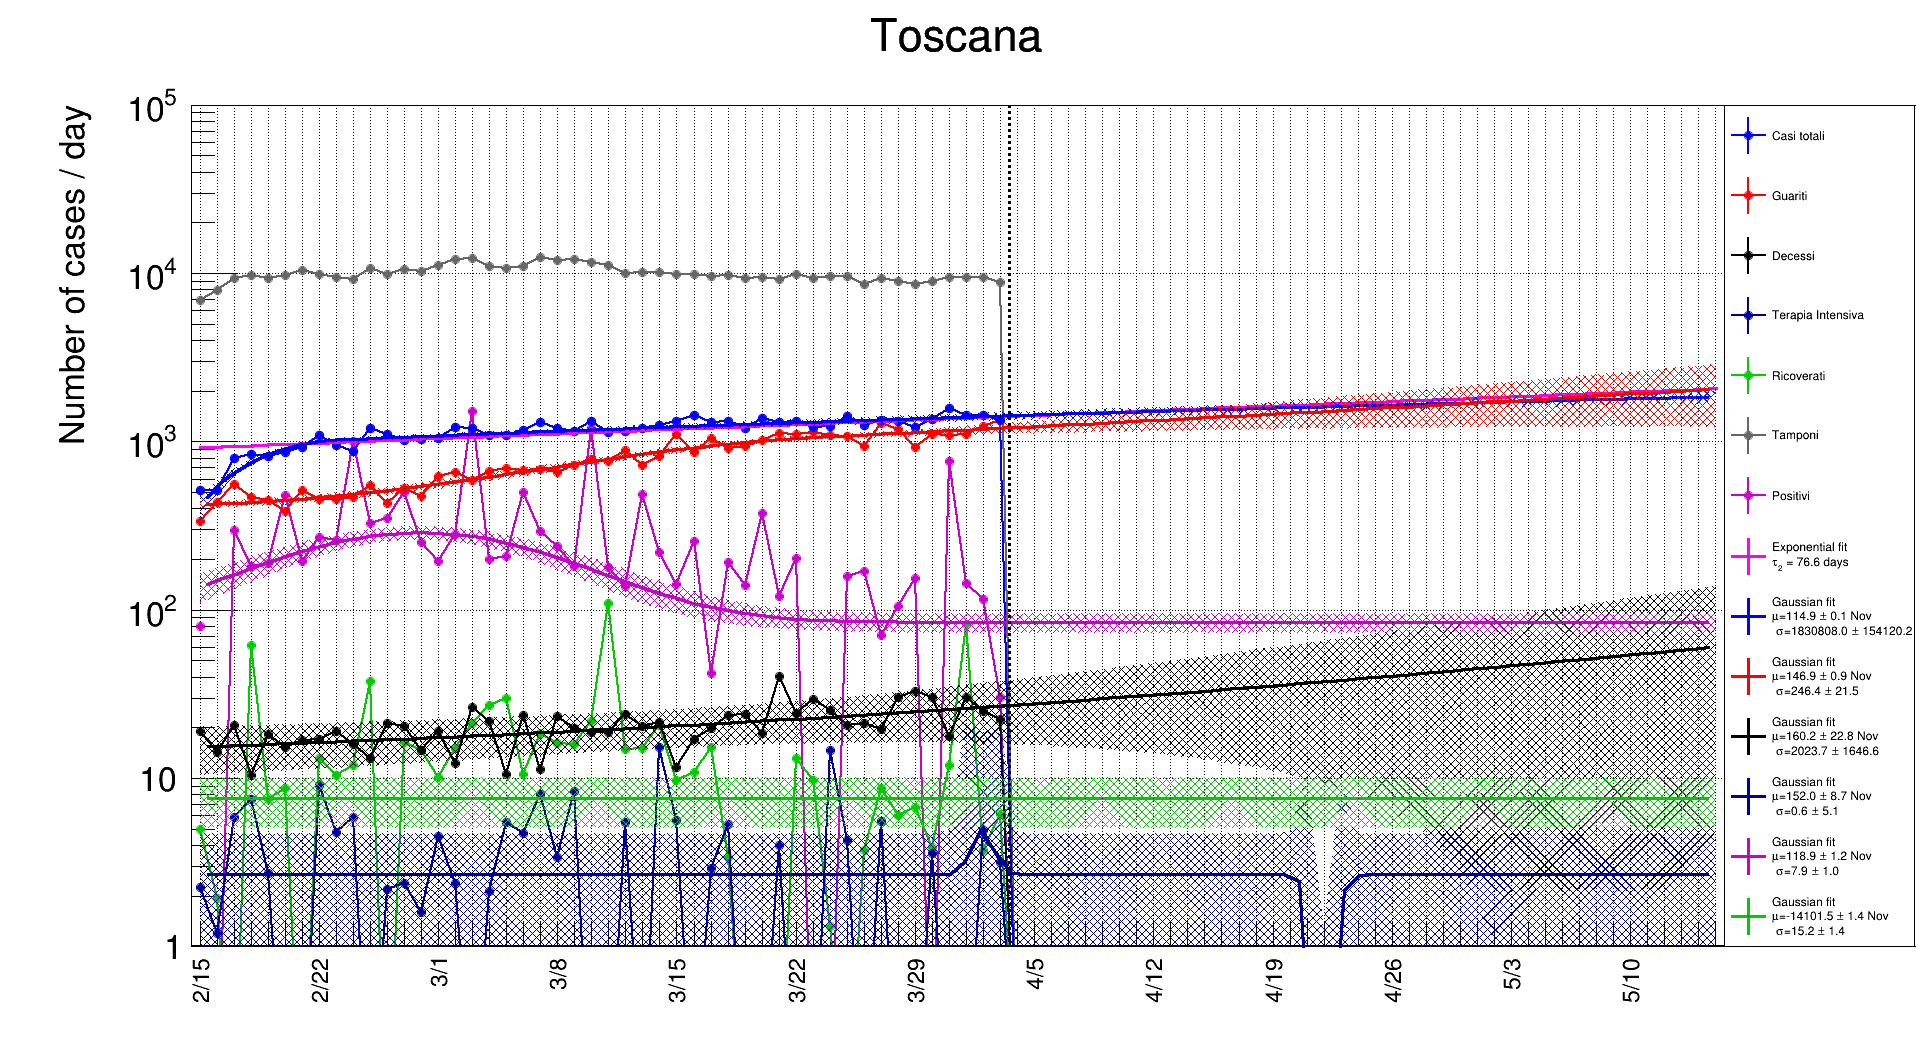 Toscana
Number of cases / day
10^5
10^4
10^3
10^2
10
1
2/15
2/22
3/1
3/8
3/15
3/22
3/29
4/5
4/12
4/19
4/26
5/3
5/10
Casi totali
Guariti
Decessi
Terapia Intensiva
Ricoverati
Tamponi
Positivi
Exponential fit
τ_2 = 76.6 days
Gaussian fit
μ=114.9 ± 0.1 Nov
σ=1830808.0 ± 154120.2
Gaussian fit
μ=146.9 ± 0.9 Nov
σ=246.4 ± 21.5
Gaussian fit
μ=160.2 ± 22.8 Nov
σ=2023.7 ± 1646.6
Gaussian fit
μ=152.0 ± 8.7 Nov
σ=0.6 ± 5.1
Gaussian fit
μ=118.9 ± 1.2 Nov
σ=7.9 ± 1.0
Gaussian fit
μ=-14101.5 ± 1.4 Nov
σ=15.2 ± 1.4